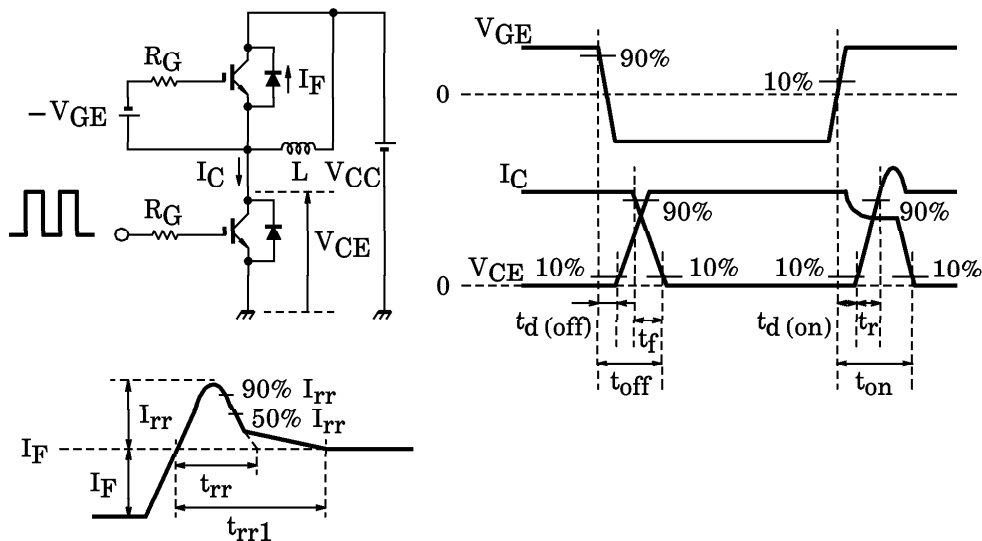 R_G
I_F
−V_GE
I_C
L
V_CC
R_G
V_CE
V_GE
90%
10%
0
I_C
90%
90%
V_CE
10%
10%
10%
10%
0
t_d (off)
t_f
t_d (on)
t_r
t_off
t_on
90% I_rr
I_rr
50% I_rr
I_F
I_F
t_rr
t_rr1